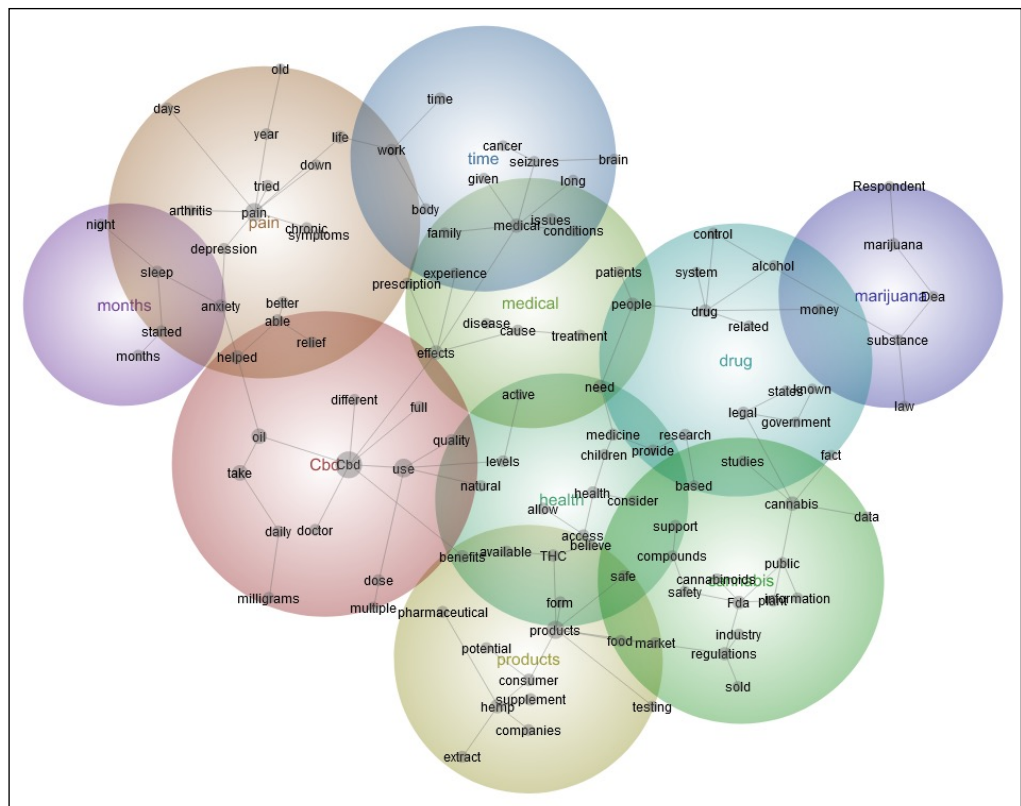 old
days
time
year
life
work
cancer
time
seizures
brain
down
given
long
tried
Respondent
arthritis
pain
body
issues
pain
night
chronic
medical
family
conditions
symptoms
control
marijuana
depression
sleep
experience
patients
system
alcohol
prescription
months
anxiety
better
medical
people
drug
money
marijuana
Dea
able
disease
cause
related
started
treatment
substance
relief
months
helped
effects
drug
need
active
states
known
different
full
law
legal
government
oil
quality
medicine
research
children
provide
fact
Cbd
Cbd
use
levels
studies
take
natural
health
based
health
consider
cannabis
allow
data
support
daily
doctor
access
believe
benefits
available
THC
compounds
public
safe
cannabinoids
cannabis
dose
safety
milligrams
multiple
pharmaceutical
form
Fda
plant
information
products
food
market
industry
potential
products
regulations
consumer
sold
supplement
hemp
testing
companies
extract